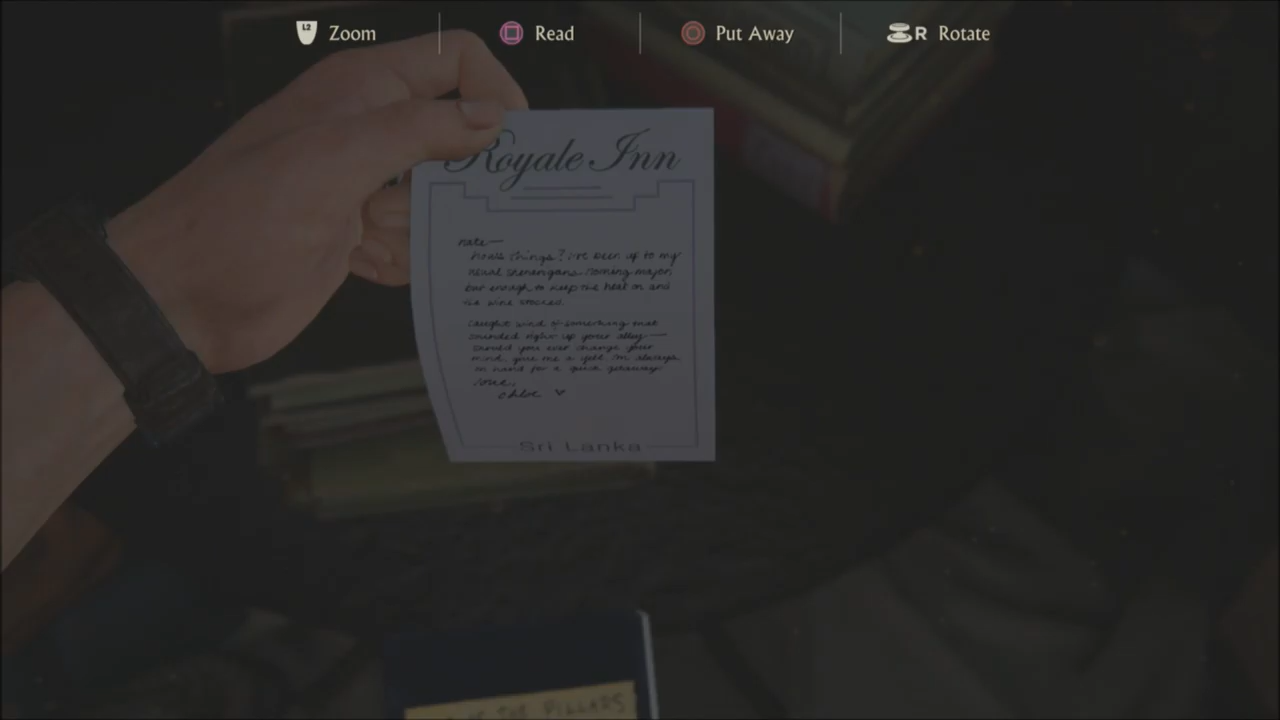 L2 Zoom Read Put Away R Rotate
Royale Inn
nate—
how's things? i've been up to my
usual shenanigans. nothing major
but enough to keep the heat on and
the wine stocked.
caught wind of something that
sounded right up your alley—
should you ever change your
mind, give me a yell. i'm always
on hand for a quick getaway.
love,
chloe
Sri Lanka
THE PILLARS